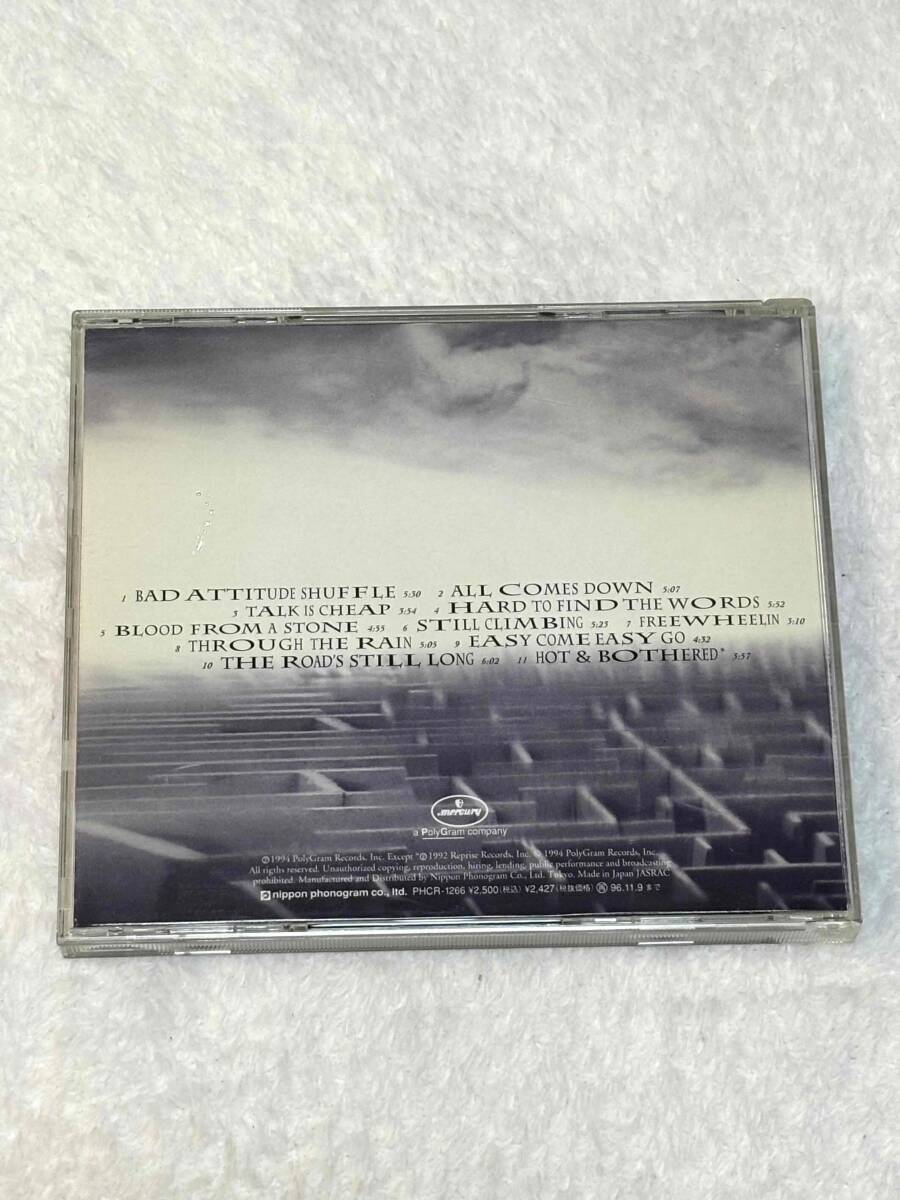 1 BAD ATTITUDE SHUFFLE 5:30 2 ALL COMES DOWN 5:07
3 TALK IS CHEAP 3:54 4 HARD TO FIND THE WORDS 5:52
5 BLOOD FROM A STONE 4:55 6 STILL CLIMBING 5:25 7 FREEWHEELIN 3:10
8 THROUGH THE RAIN 5:05 9 EASY COME EASY GO 4:32
10 THE ROAD'S STILL LONG 6:02 11 HOT & BOTHERED* 3:57
mercury
a PolyGram company
℗1994 PolyGram Records, Inc. Except *℗1992 Reprise Records, Inc. © 1994 PolyGram Records, Inc.
All rigths reserved. Unauthorized copying, reproduction, hiring, lending, public performance and broadcasting
prohibited. Manufactured and Distributed by Nippon Phonogram Co., Ltd. Tokyo. Made in Japan JASRAC
nippon phonogram co., ltd. PHCR-1266 ¥2,500(税込) ¥2,427(税抜価格) 再 96.11.9 まで